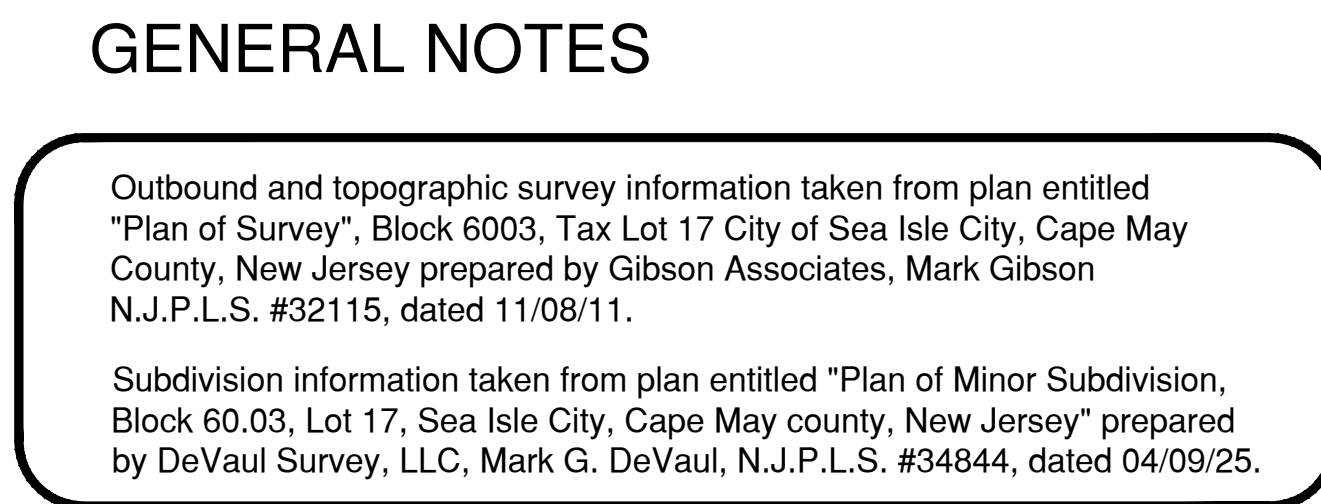 GENERAL NOTES
Outbound and topographic survey information taken from plan entitled
"Plan of Survey", Block 6003, Tax Lot 17 City of Sea Isle City, Cape May
County, New Jersey prepared by Gibson Associates, Mark Gibson
N.J.P.L.S. #32115, dated 11/08/11.
Subdivision information taken from plan entitled "Plan of Minor Subdivision,
Block 60.03, Lot 17, Sea Isle City, Cape May county, New Jersey" prepared
by DeVaul Survey, LLC, Mark G. DeVaul, N.J.P.L.S. #34844, dated 04/09/25.